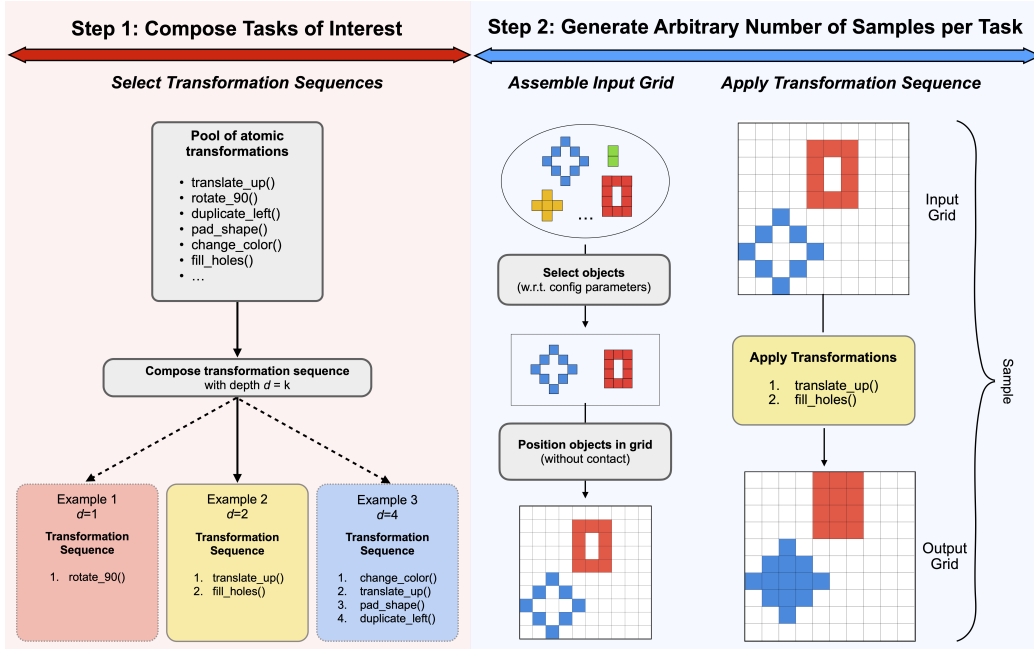 Step 1: Compose Tasks of Interest
Select Transformation Sequences
Pool of atomic
transformations
• translate_up()
• rotate_90()
• duplicate_left()
• pad_shape()
• change_color()
• fill_holes()
• ...
Compose transformation sequence
with depth d = k
Example 1
d=1
Transformation
Sequence
1. rotate_90()
Example 2
d=2
Transformation
Sequence
1. translate_up()
2. fill_holes()
Example 3
d=4
Transformation
Sequence
1. change_color()
2. translate_up()
3. pad_shape()
4. duplicate_left()
Step 2: Generate Arbitrary Number of Samples per Task
Assemble Input Grid
...
Select objects
(w.r.t. config parameters)
Position objects in grid
(without contact)
Apply Transformation Sequence
Input
Grid
Apply Transformations
1. translate_up()
2. fill_holes()
Output
Grid
Sample